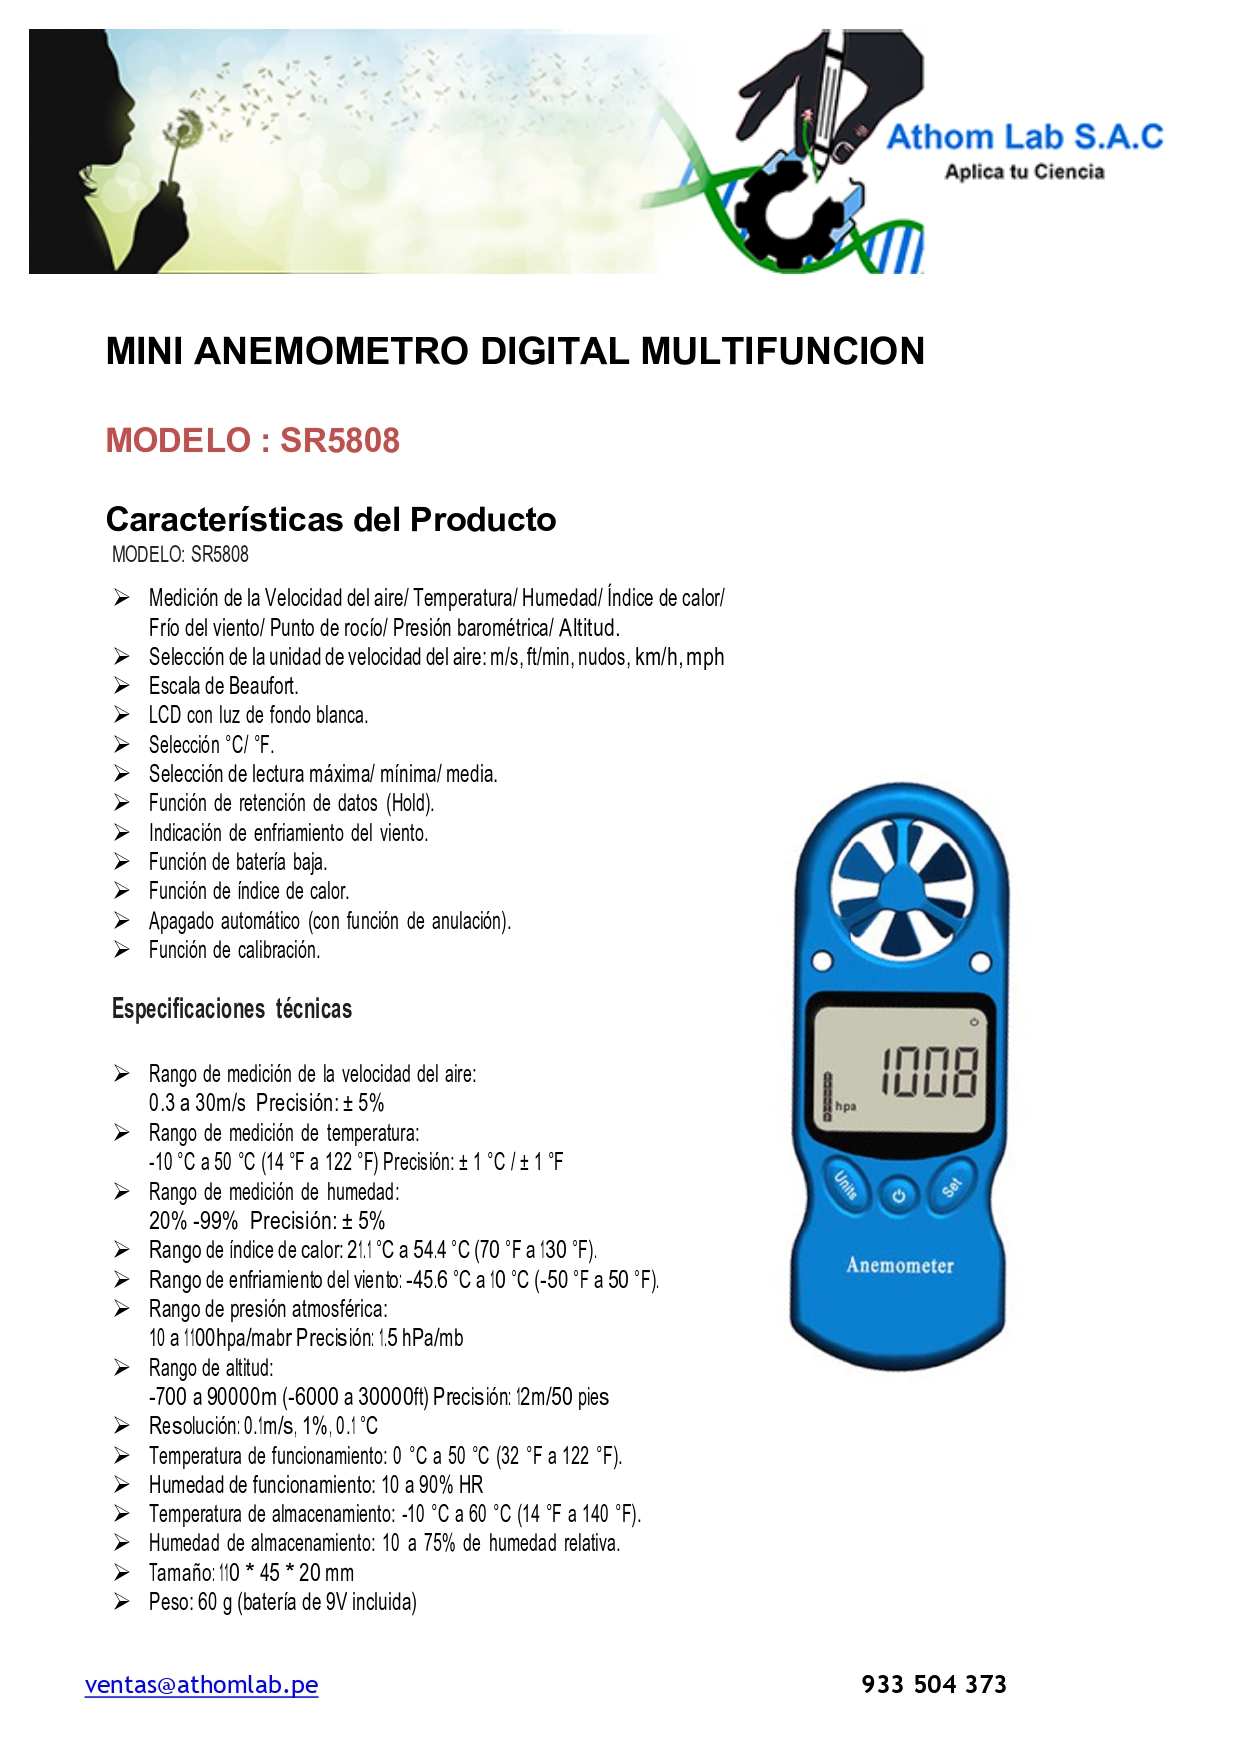 Athom Lab S.A.C
Aplica tu Ciencia
MINI ANEMOMETRO DIGITAL MULTIFUNCION
MODELO : SR5808
Características del Producto
MODELO: SR5808
➢ Medición de la Velocidad del aire/ Temperatura/ Humedad/ Índice de calor/
Frío del viento/ Punto de rocío/ Presión barométrica/ Altitud.
➢ Selección de la unidad de velocidad del aire: m/s, ft/min, nudos, km/h, mph
➢ Escala de Beaufort.
➢ LCD con luz de fondo blanca.
➢ Selección °C/ °F.
➢ Selección de lectura máxima/ mínima/ media.
➢ Función de retención de datos (Hold).
➢ Indicación de enfriamiento del viento.
➢ Función de batería baja.
➢ Función de índice de calor.
➢ Apagado automático (con función de anulación).
➢ Función de calibración.
Especificaciones técnicas
➢ Rango de medición de la velocidad del aire:
0.3 a 30m/s Precisión: ± 5%
➢ Rango de medición de temperatura:
-10 °C a 50 °C (14 °F a 122 °F) Precisión: ± 1 °C / ± 1 °F
➢ Rango de medición de humedad:
20% -99% Precisión: ± 5%
➢ Rango de índice de calor: 21.1 °C a 54.4 °C (70 °F a 130 °F).
➢ Rango de enfriamiento del viento: -45.6 °C a 10 °C (-50 °F a 50 °F).
➢ Rango de presión atmosférica:
10 a 1100hpa/mabr Precisión: 1.5 hPa/mb
➢ Rango de altitud:
-700 a 90000m (-6000 a 30000ft) Precisión: 12m/50 pies
➢ Resolución: 0.1m/s, 1%, 0.1 °C
➢ Temperatura de funcionamiento: 0 °C a 50 °C (32 °F a 122 °F).
➢ Humedad de funcionamiento: 10 a 90% HR
➢ Temperatura de almacenamiento: -10 °C a 60 °C (14 °F a 140 °F).
➢ Humedad de almacenamiento: 10 a 75% de humedad relativa.
➢ Tamaño: 110 * 45 * 20 mm
➢ Peso: 60 g (batería de 9V incluida)
1008
hpa
Units
Set
Anemometer
ventas@athomlab.pe
933 504 373